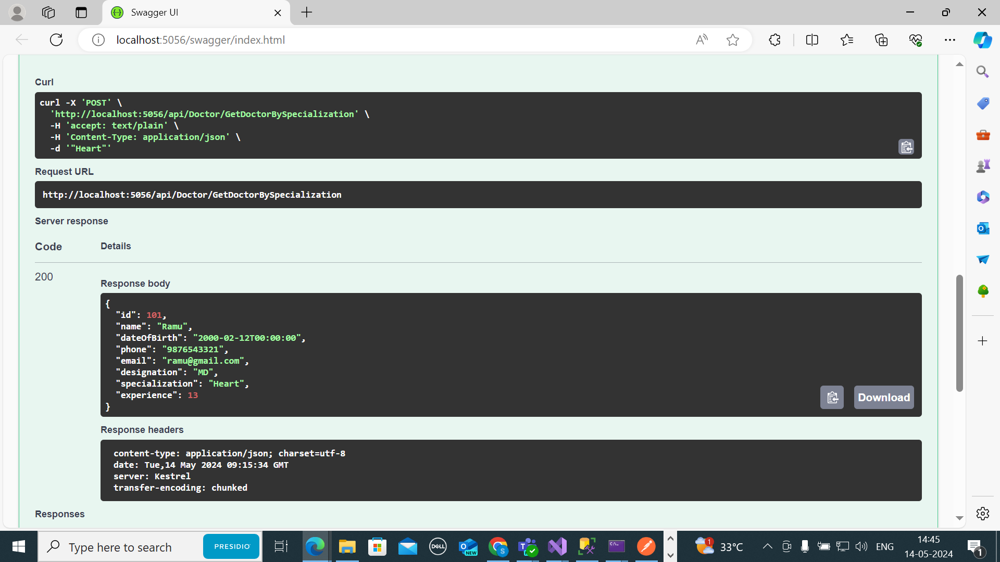 Swagger UI
localhost:5056/swagger/index.html
Curl
curl -X 'POST' \
'http://localhost:5056/api/Doctor/GetDoctorBySpecialization' \
-H 'accept: text/plain' \
-H 'Content-Type: application/json' \
-d '"Heart"'
Request URL
http://localhost:5056/api/Doctor/GetDoctorBySpecialization
Server response
Code Details
200
Response body
{
"id": 101,
"name": "Ramu",
"dateOfBirth": "2000-02-12T00:00:00",
"phone": "9876543321",
"email": "ramu@gmail.com",
"designation": "MD",
"specialization": "Heart",
"experience": 13
}
Download
Response headers
content-type: application/json; charset=utf-8
date: Tue,14 May 2024 09:15:34 GMT
server: Kestrel
transfer-encoding: chunked
Responses
Type here to search
PRESIDIO
DELL
NEW
S
1
33°C
ENG
14:45
14-05-2024
1